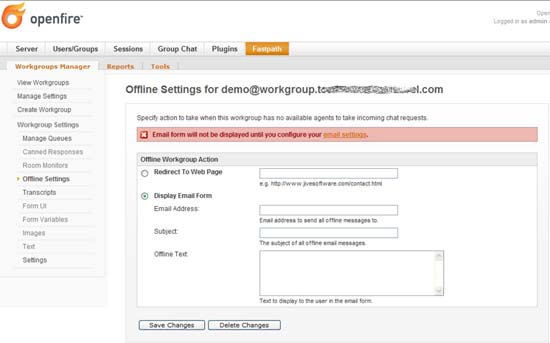 openfire™
Open
Logged in as admin
Server Users/Groups Sessions Group Chat Plugins Fastpath
Workgroups Manager Reports Tools
View Workgroups
Manage Settings
Create Workgroup
Workgroup Settings
Manage Queues
Canned Responses
Room Monitors
Offline Settings
Transcripts
Form UI
Form Variables
Images
Text
Settings
Offline Settings for demo@workgroup. .com
Specify action to take when this workgroup has no available agents to take incoming chat requests.
Email form will not be displayed until you configure your email settings.
Offline Workgroup Action
Redirect To Web Page
e.g. http://www.jivesoftware.com/contact.html
Display Email Form
Email Address:
Email address to send all offline messages to.
Subject:
The subject of all offline email messages.
Offline Text:
Text to display to the user in the email form.
Save Changes Delete Changes